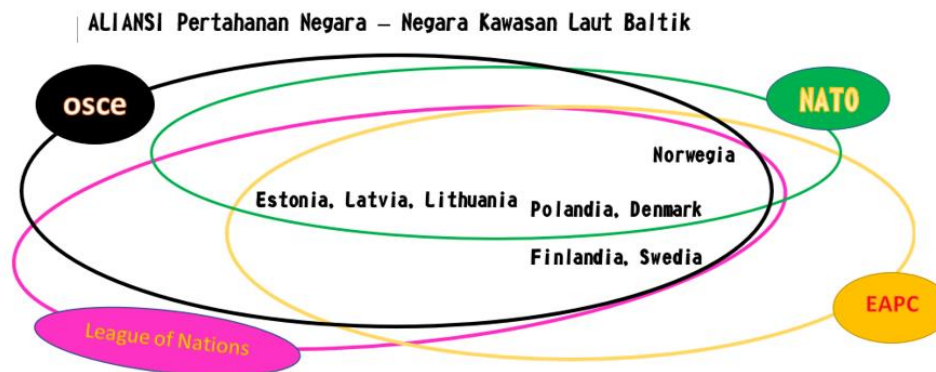 ALIANSI Pertahanan Negara – Negara Kawasan Laut Baltik
osce
NATO
Norwegia
Estonia, Latvia, Lithuania
Polandia, Denmark
Finlandia, Swedia
EAPC
League of Nations